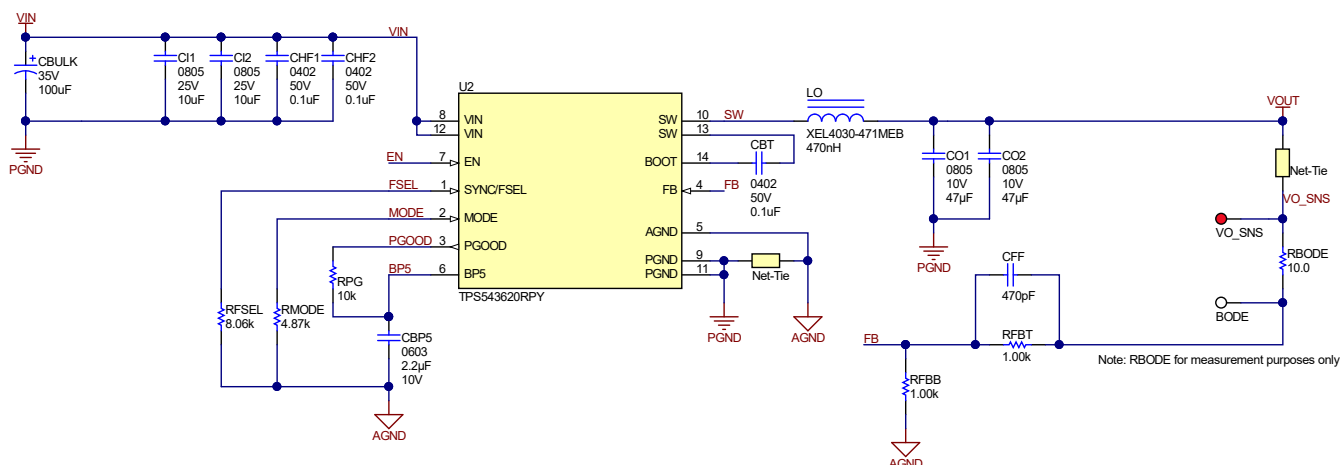 VIN
CBULK
35V
100uF
PGND
CI1
0805
25V
10uF
CI2
0805
25V
10uF
CHF1
0402
50V
0.1uF
CHF2
0402
50V
0.1uF
VIN
U2
8 VIN
12 VIN
EN 7 EN
FSEL 1 SYNC/FSEL
MODE 2 MODE
PGOOD 3 PGOOD
BP5 6 BP5
SW 10 SW
SW 13
BOOT 14
FB 4 FB
AGND 5
PGND 9
PGND 11
TPS543620RPY
RPG
10k
RFSEL
8.06k
RMODE
4.87k
CBP5
0603
2.2µF
10V
AGND
CBT
0402
50V
0.1uF
Net-Tie
PGND
AGND
LO
XEL4030-471MEB
470nH
CO1
0805
10V
47µF
CO2
0805
10V
47µF
PGND
VOUT
Net-Tie
VO_SNS
VO_SNS
RBODE
10.0
BODE
CFF
470pF
FB
RFBT
1.00k
Note: RBODE for measurement purposes only
RFBB
1.00k
AGND